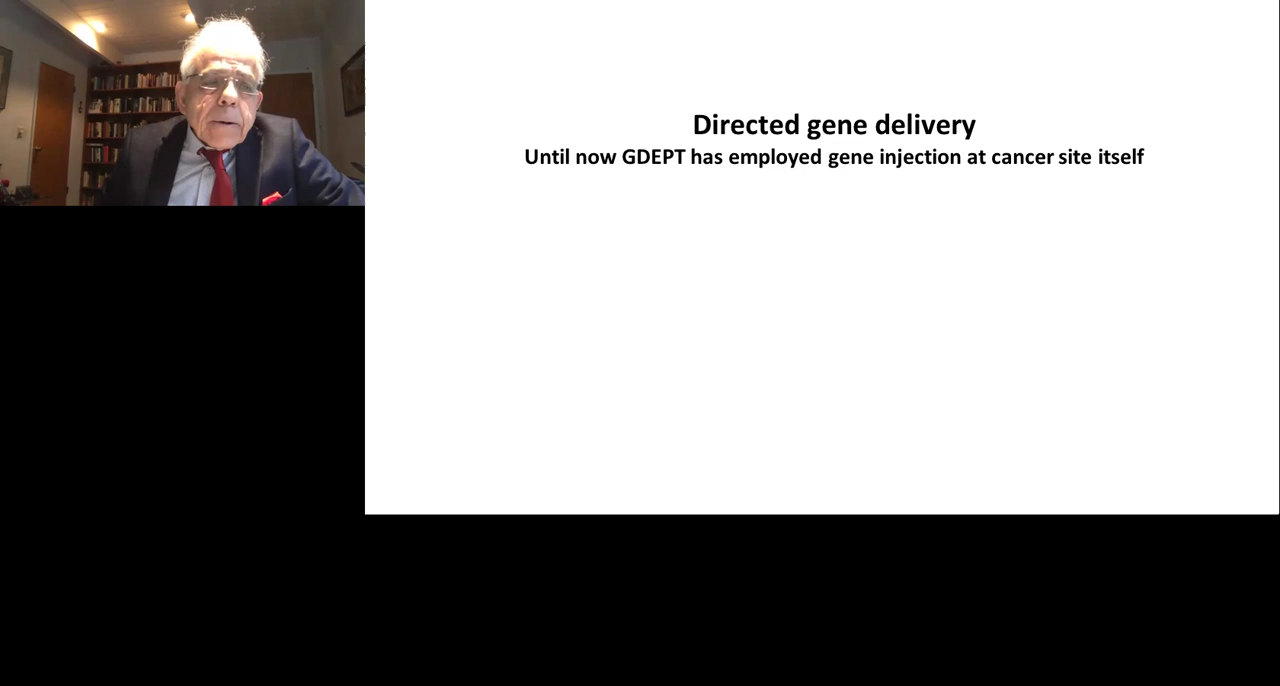 Directed gene delivery
Until now GDEPT has employed gene injection at cancer site itself